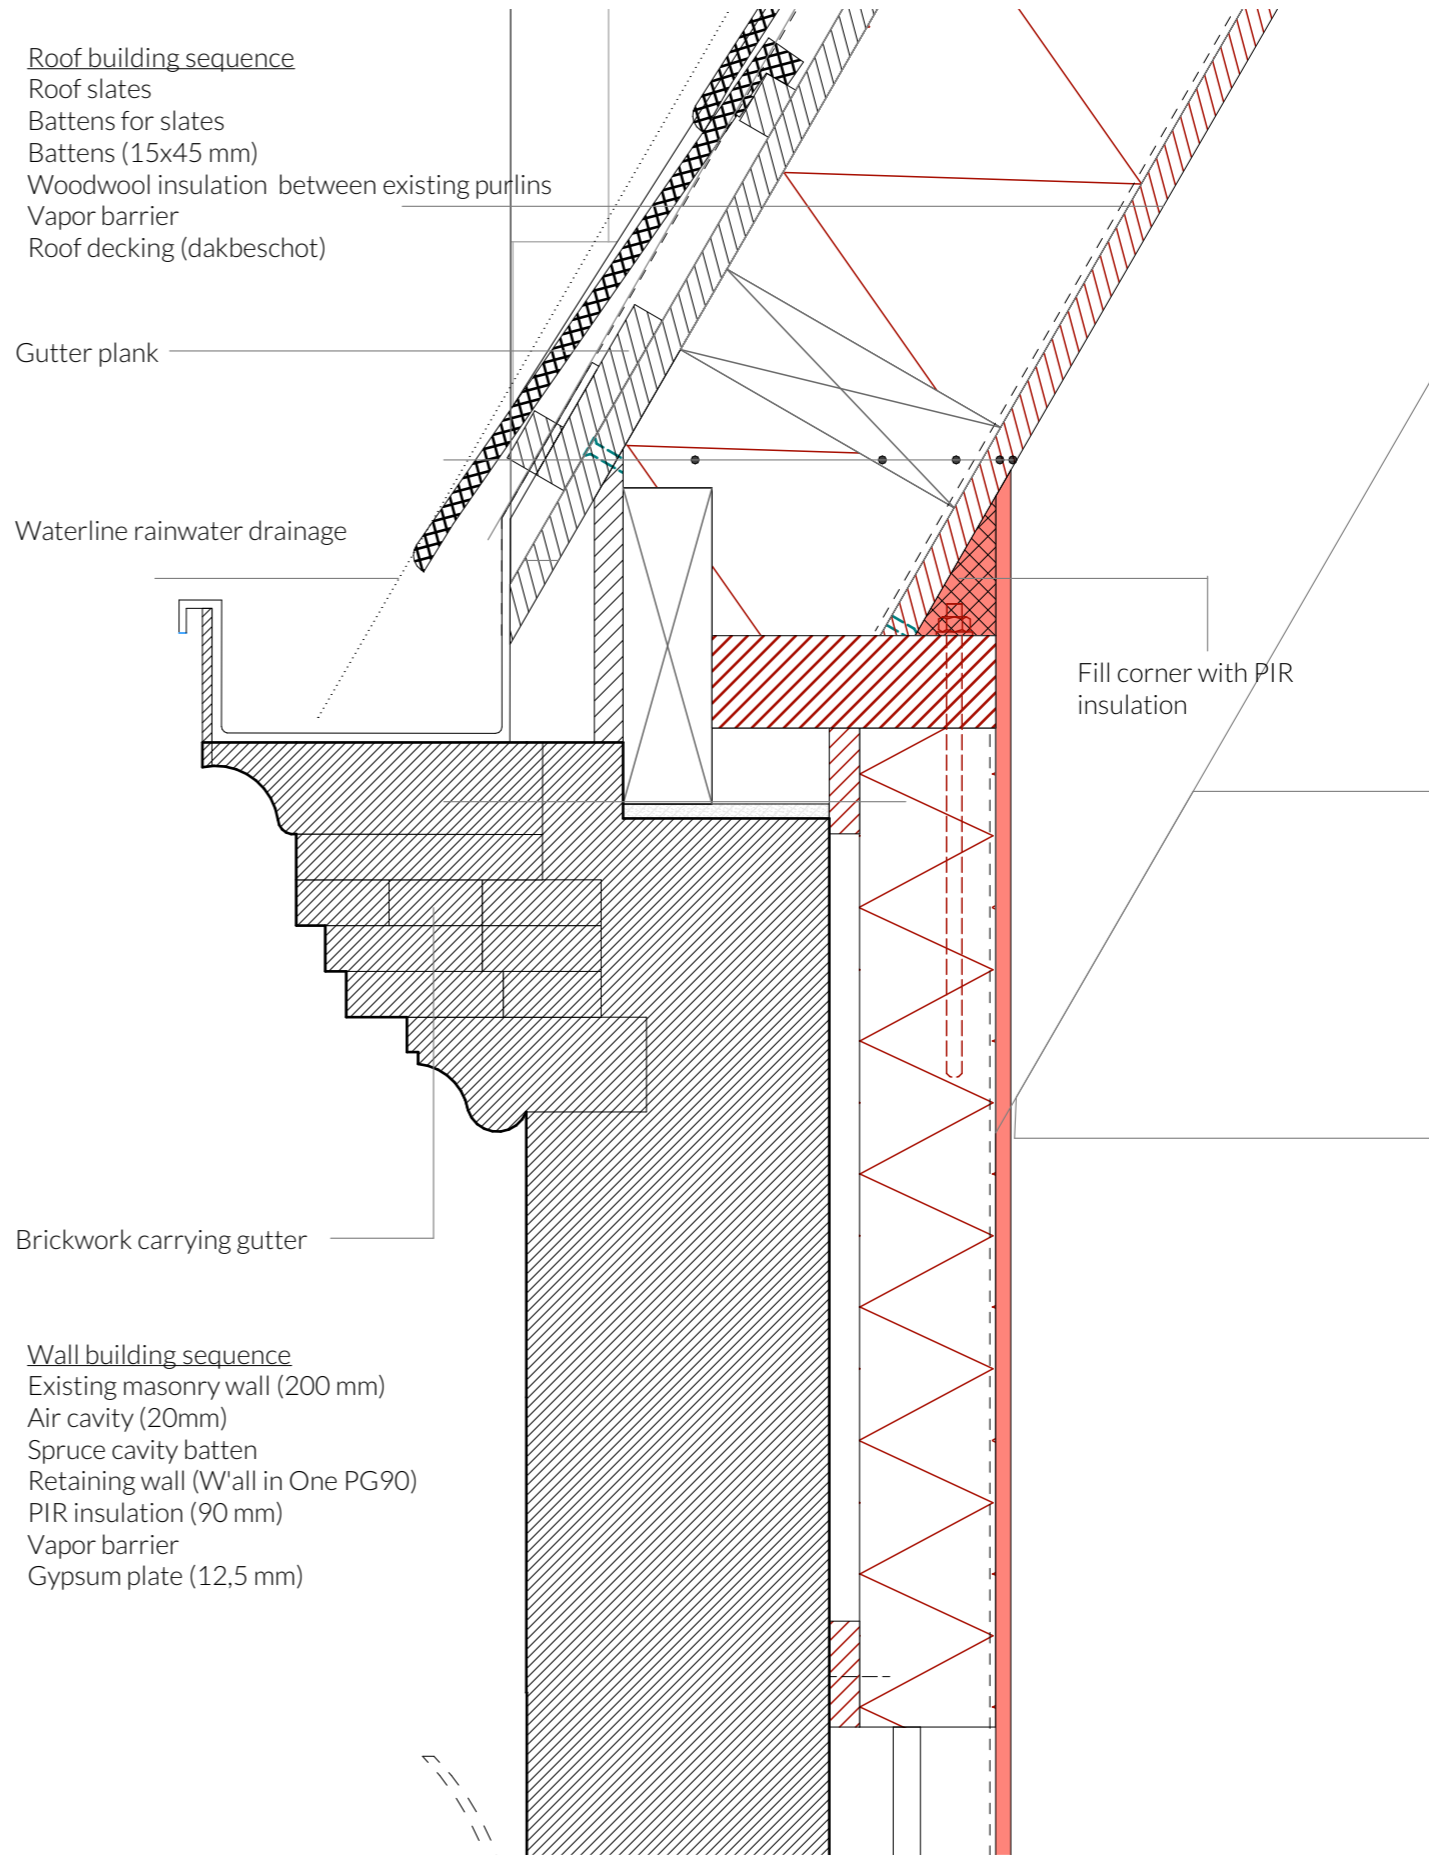 Roof building sequence
Roof slates
Battens for slates
Battens (15x45 mm)
Woodwool insulation between existing purlins
Vapor barrier
Roof decking (dakbeschot)
Gutter plank
Waterline rainwater drainage
Fill corner with PIR
insulation
Brickwork carrying gutter
Wall building sequence
Existing masonry wall (200 mm)
Air cavity (20mm)
Spruce cavity batten
Retaining wall (W'all in One PG90)
PIR insulation (90 mm)
Vapor barrier
Gypsum plate (12,5 mm)